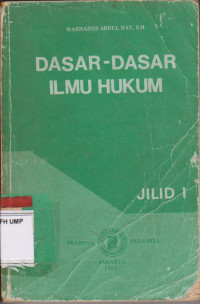 MARHAINIS ABDUL HAY, S.H.
DASAR-DASAR
ILMU HUKUM
JILID I
FH UMP
PRADNYA
PARAMITA
JAKARTA